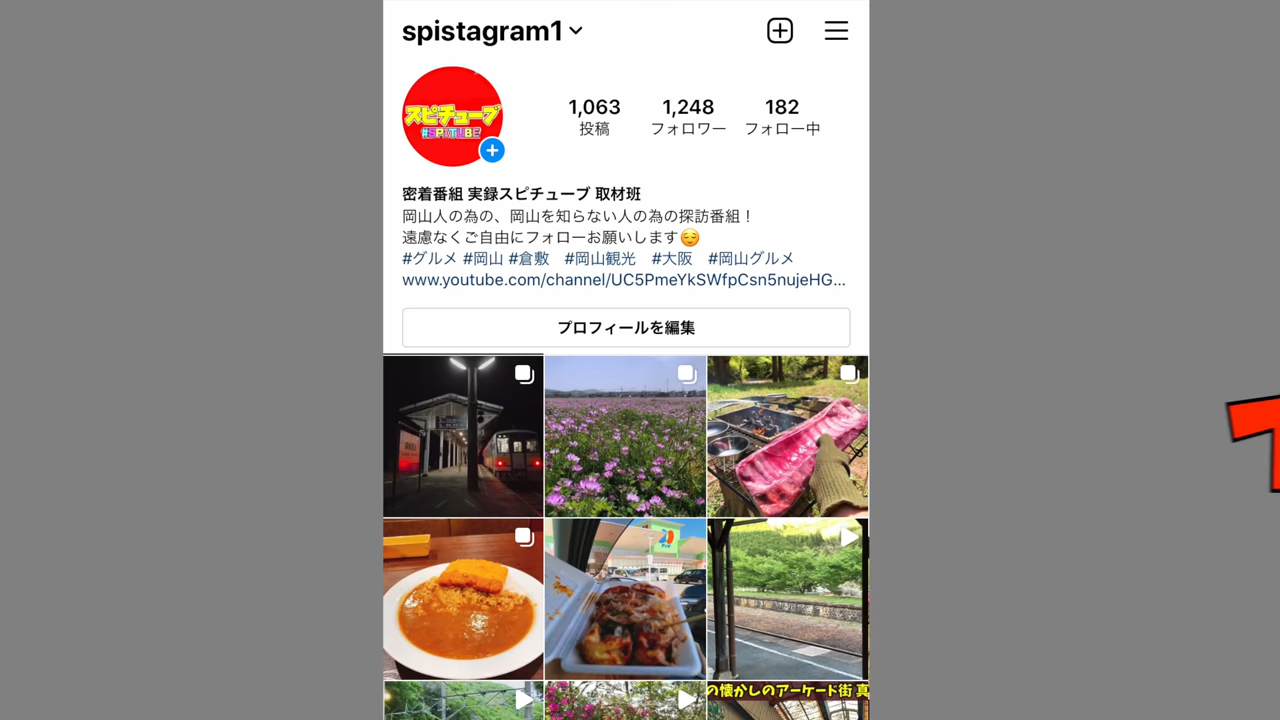 spistagram1
スピチューブ
#SPITUBE
1,063
投稿
1,248
フォロワー
182
フォロー中
密着番組 実録スピチューブ 取材班
岡山人の為の、岡山を知らない人の為の探訪番組！
遠慮なくご自由にフォローお願いします😌
#グルメ #岡山 #倉敷　#岡山観光　#大阪　#岡山グルメ
www.youtube.com/channel/UC5PmeYkSWfpCsn5nujeHG...
プロフィールを編集
の懐かしのアーケード街 真